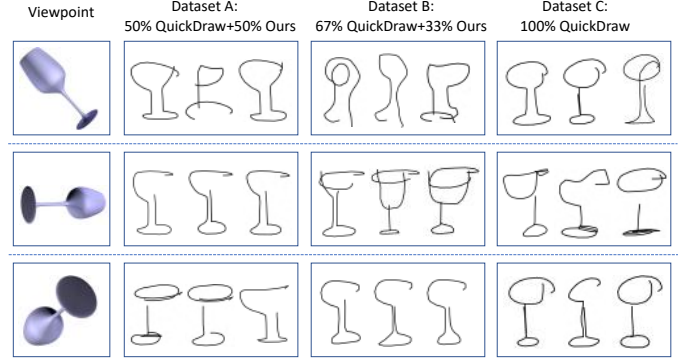 Viewpoint
Dataset A:
50% QuickDraw+50% Ours
Dataset B:
67% QuickDraw+33% Ours
Dataset C:
100% QuickDraw